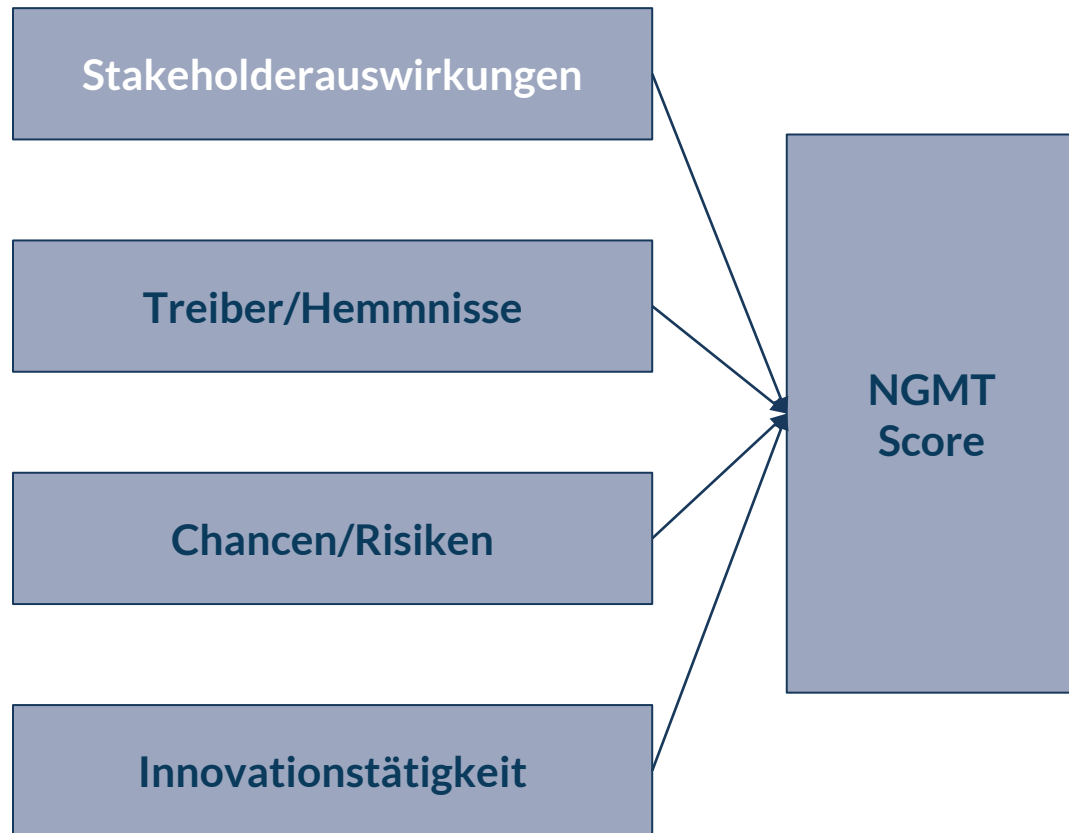 Stakeholderauswirkungen
Treiber/Hemmnisse
Chancen/Risiken
Innovationstätigkeit
NGMT
Score